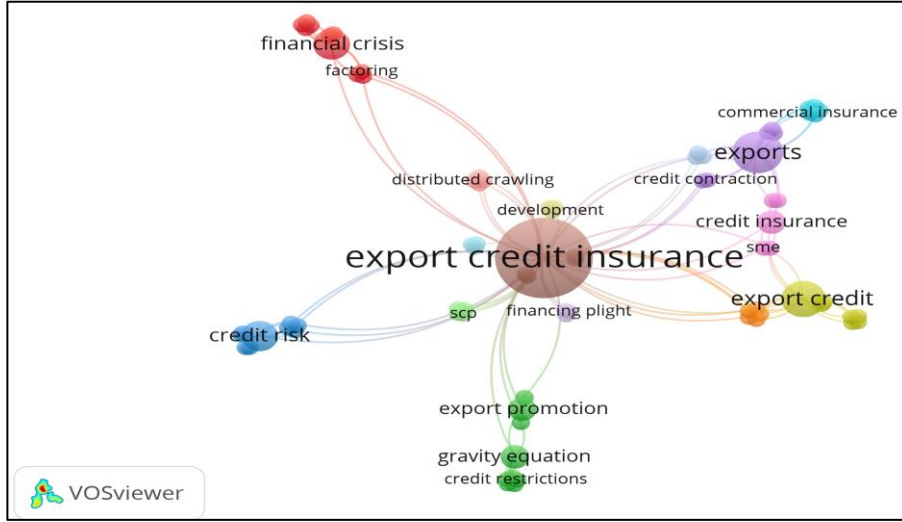 financial crisis
factoring
commercial insurance
exports
distributed crawling
credit contraction
development
credit insurance
sme
export credit insurance
export credit
scp
financing plight
credit risk
export promotion
gravity equation
credit restrictions
VOSviewer